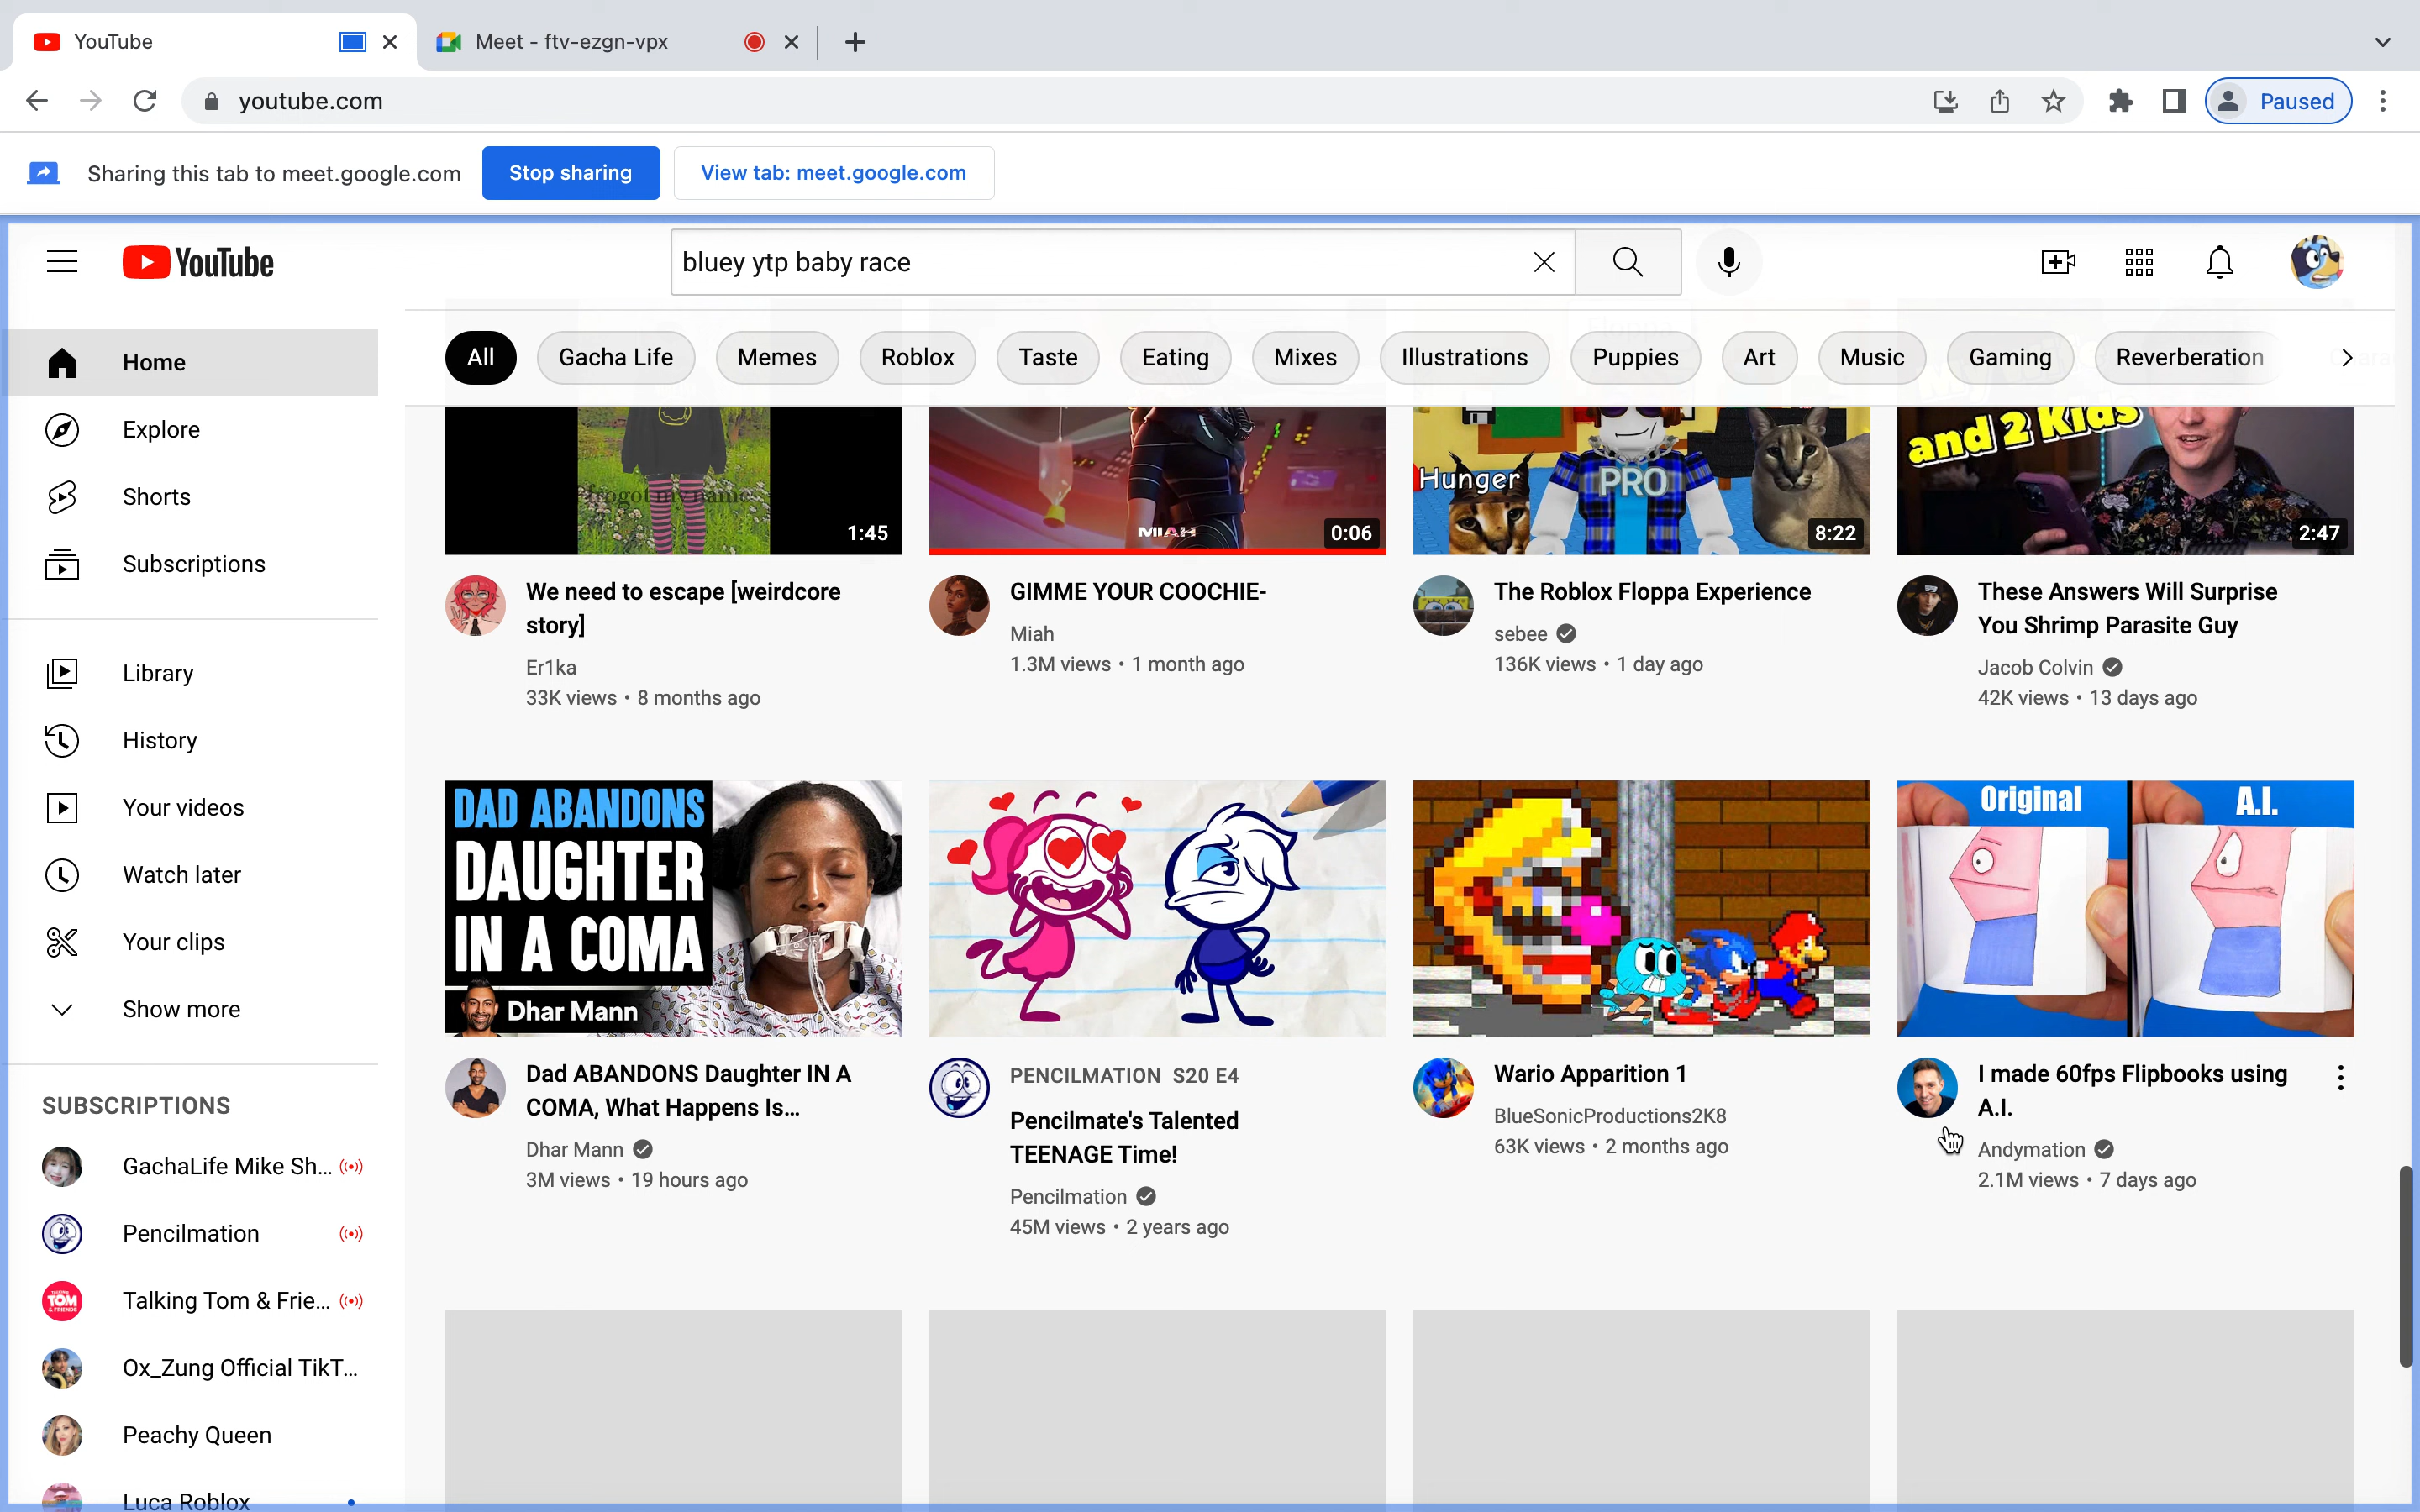 YouTube
Meet - ftv-ezgn-vpx
youtube.com
Paused
Sharing this tab to meet.google.com
Stop sharing
View tab: meet.google.com
YouTube
bluey ytp baby race
All
Gacha Life
Memes
Roblox
Taste
Eating
Mixes
Illustrations
Puppies
Art
Music
Gaming
Reverberation
Home
Explore
Shorts
Subscriptions
Library
History
Your videos
Watch later
Your clips
Show more
SUBSCRIPTIONS
GachaLife Mike Sh...
Pencilmation
Talking Tom & Frie...
Ox_Zung Official TikT...
Peachy Queen
Luca Roblox
frogot my name
1:45
MIAH
0:06
Hunger
PRO
8:22
and 2 Kids
2:47
We need to escape [weirdcore
story]
Er1ka
33K views • 8 months ago
GIMME YOUR COOCHIE-
Miah
1.3M views • 1 month ago
The Roblox Floppa Experience
sebee
136K views • 1 day ago
These Answers Will Surprise
You Shrimp Parasite Guy
Jacob Colvin
42K views • 13 days ago
DAD ABANDONS
DAUGHTER
IN A COMA
Dhar Mann
Original
A.I.
Dad ABANDONS Daughter IN A
COMA, What Happens Is...
Dhar Mann
3M views • 19 hours ago
PENCILMATION S20 E4
Pencilmate's Talented
TEENAGE Time!
Pencilmation
45M views • 2 years ago
Wario Apparition 1
BlueSonicProductions2K8
63K views • 2 months ago
I made 60fps Flipbooks using
A.I.
Andymation
2.1M views • 7 days ago